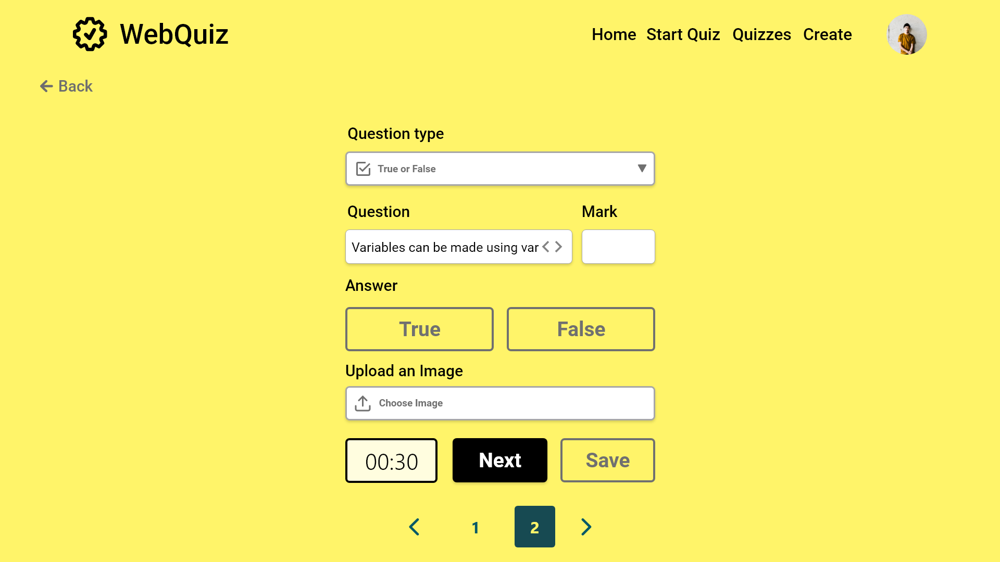 WebQuiz
Home Start Quiz Quizzes Create
Back
Question type
True or False
Question Mark
Variables can be made using var
Answer
True False
Upload an Image
Choose Image
00:30 Next Save
1 2